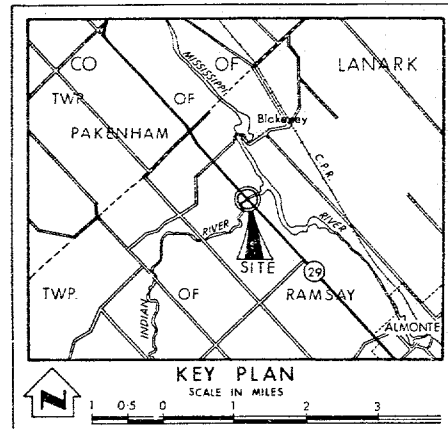 CO OF LANARK
MISSISSIPPI
TWP. OF
PAKENHAM
Blakeney
C.P.R.
RIVER
RIVER
INDIAN
SITE
29
TWP. OF RAMSAY
ALMONTE
KEY PLAN
SCALE IN MILES
N
1 0·5 0 1 2 3